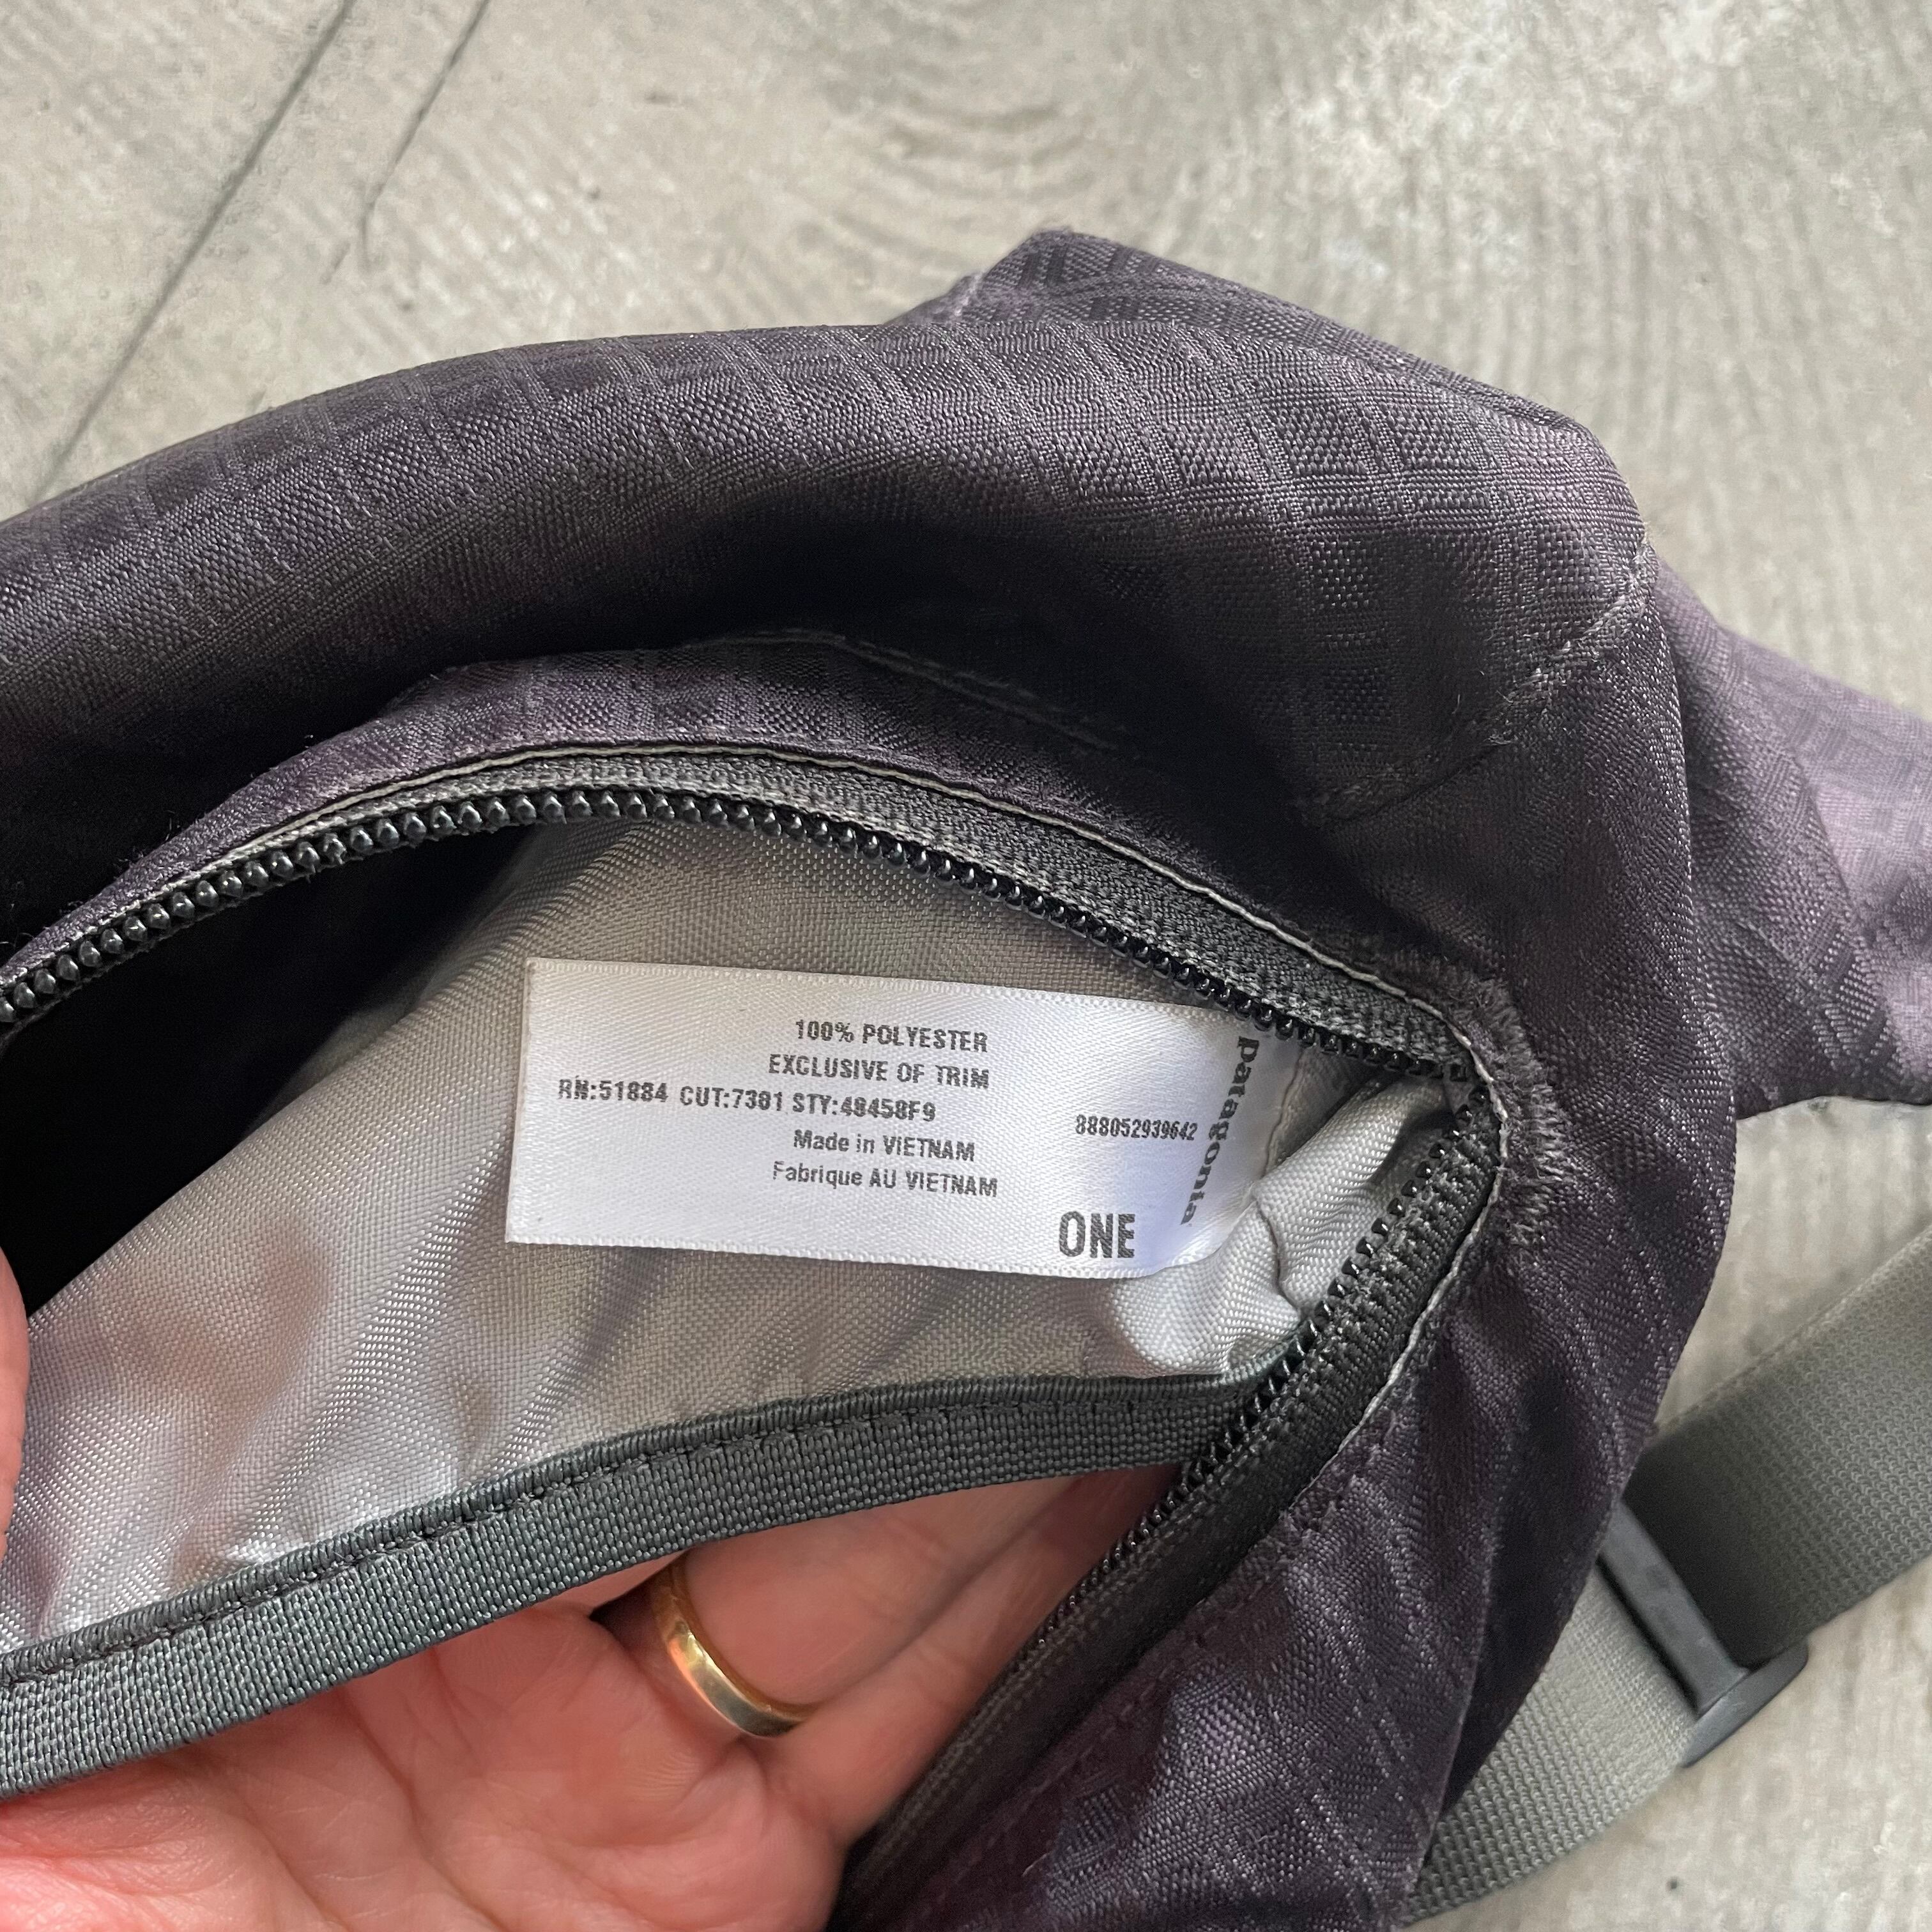 100% POLYESTER
EXCLUSIVE OF TRIM
RN:51884 CUT:7381 STY:48458F9
Made in VIETNAM
Fabrique AU VIETNAM
888052939642
ONE
patagonia